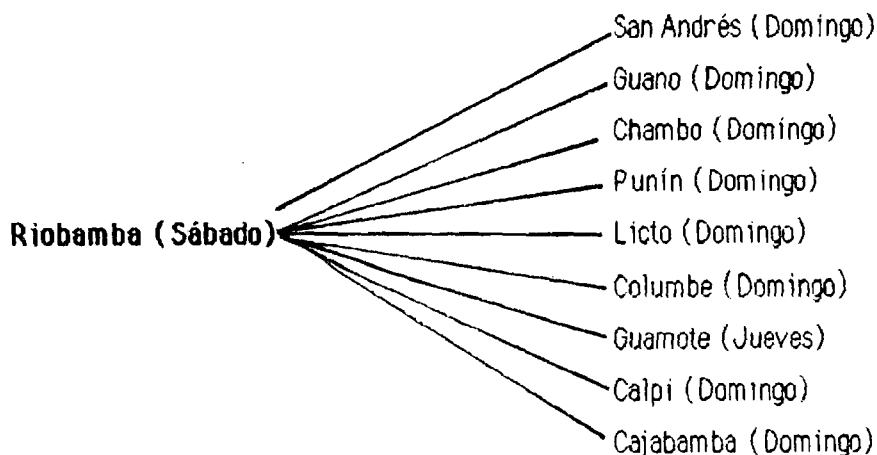 San Andrés (Domingo)
Guano (Domingo)
Chambo (Domingo)
Punín (Domingo)
Riobamba (Sábado)
Licto (Domingo)
Columbe (Domingo)
Guamote (Jueves)
Calpi (Domingo)
Cajabamba (Domingo)